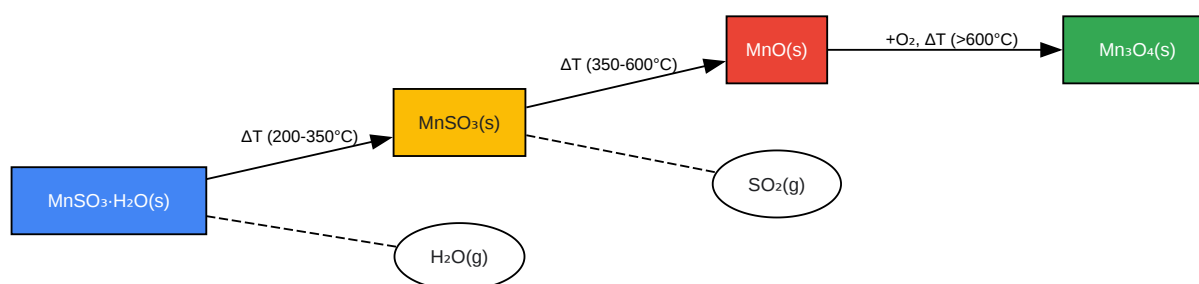 MnSO₃·H₂O(s)
ΔT (200-350°C)
H₂O(g)
MnSO₃(s)
ΔT (350-600°C)
SO₂(g)
MnO(s)
+O₂, ΔT (>600°C)
Mn₃O₄(s)